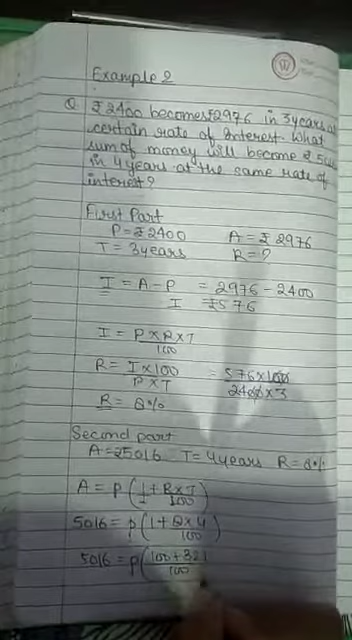 Example 2
Q. ₹2400 becomes ₹2976 in 3 years at
certain rate of interest. What
sum of money will become ₹ 5016
in 4 years at the same rate of
interest?
First Part
P = ₹2400 A = ₹ 2976
T = 3 years R = ?
I = A - P = 2976 - 2400
I = ₹576
I = P × R × T
100
R = I × 100 = 576 × 100
P × T 2400 × 3
R = 8%
Second part
A = ₹5016 T = 4 years R = 8%
A = P (1 + R × T)
100
5016 = P (1 + 8 × 4)
100
5016 = P (100 + 32)
100